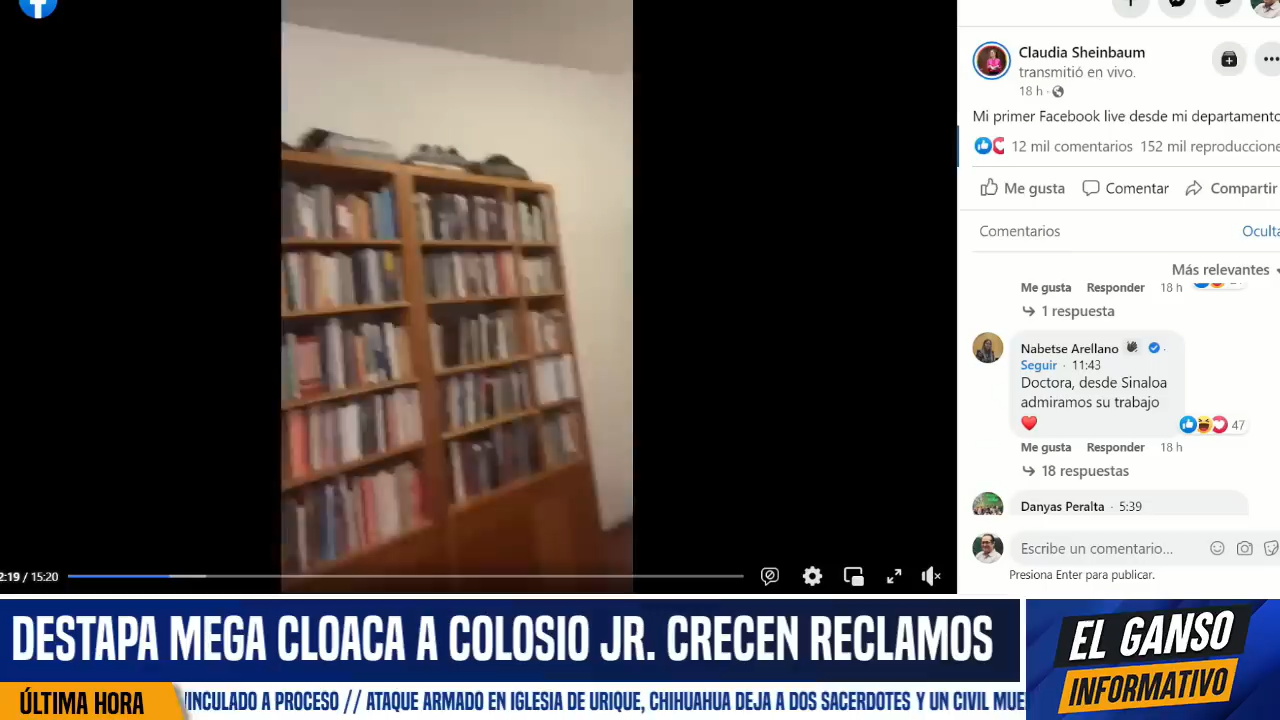 Claudia Sheinbaum
transmitió en vivo.
18 h ·
Mi primer Facebook live desde mi departamento
12 mil comentarios 152 mil reproduccione
Me gusta Comentar Compartir
Comentarios Oculta
Más relevantes
Me gusta Responder 18 h
1 respuesta
Nabetse Arellano ·
Seguir · 11:43
Doctora, desde Sinaloa
admiramos su trabajo
47
Me gusta Responder 18 h
18 respuestas
Danyas Peralta · 5:39
Escribe un comentario...
Presiona Enter para publicar.
2:19 / 15:20
DESTAPA MEGA CLOACA A COLOSIO JR. CRECEN RECLAMOS
EL GANSO
INFORMATIVO
ÚLTIMA HORA
VINCULADO A PROCESO // ATAQUE ARMADO EN IGLESIA DE URIQUE, CHIHUAHUA DEJA A DOS SACERDOTES Y UN CIVIL MUE